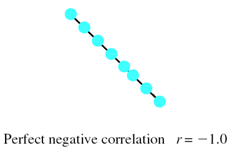 Perfect negative correlation r = −1.0